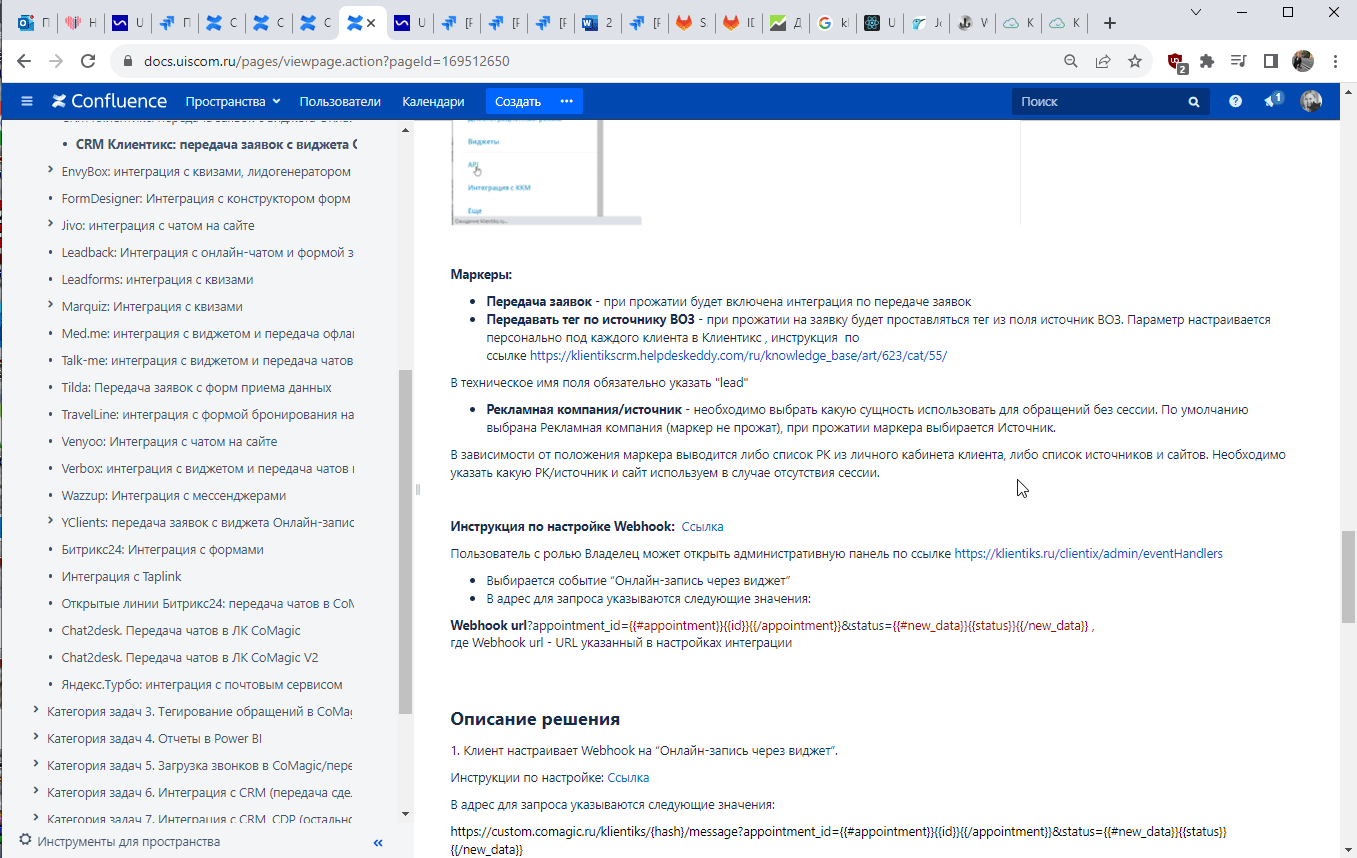 docs.uiscom.ru/pages/viewpage.action?pageId=169512650
2
Confluence
Пространства
Пользователи
Календари
Создать
Поиск
1
CRM Клиентикс: передача заявок с виджета О
EnvyBox: интеграция с квизами, лидогенератором
FormDesigner: Интеграция с конструктором форм
Jivo: интеграция с чатом на сайте
Leadback: Интеграция с онлайн-чатом и формой з
Leadforms: интеграция с квизами
Marquiz: Интеграция с квизами
Med.me: интеграция с виджетом и передача офлаі
Talk-me: интеграция с виджетом и передача чатов
Tilda: Передача заявок с форм приема данных
TravelLine: интеграция с формой бронирования на
Venyoo: Интеграция с чатом на сайте
Verbox: интеграция с виджетом и передача чатов
Wazzup: Интеграция с мессенджерами
YClients: передача заявок с виджета Онлайн-запис
Битрикс24: Интеграция с формами
Интеграция с Taplink
Открытые линии Битрикс24: передача чатов в CoM
Chat2desk. Передача чатов в ЛК CoMagic
Chat2desk. Передача чатов в ЛК CoMagic V2
Яндекс.Турбо: интеграция с почтовым сервисом
Категория задач 3. Тегирование обращений в CoMag
Категория задач 4. Отчеты в Power BI
Категория задач 5. Загрузка звонков в CoMagic/пере
Категория задач 6. Интеграция с CRM (передача сдел
Категория задач 7. Интеграция с CRM, CDP (остально
Инструменты для пространства
Виджеты
API
Интеграция с ККМ
Еще
Маркеры:
Передача заявок - при прожатии будет включена интеграция по передаче заявок
Передавать тег по источнику ВОЗ - при прожатии на заявку будет проставляться тег из поля источник ВОЗ. Параметр настраивается
персонально под каждого клиента в Клиентикс , инструкция по
ссылке https://klientikscrm.helpdeskeddy.com/ru/knowledge_base/art/623/cat/55/
В техническое имя поля обязательно указать "lead"
Рекламная компания/источник - необходимо выбрать какую сущность использовать для обращений без сессии. По умолчанию
выбрана Рекламная компания (маркер не прожат), при прожатии маркера выбирается Источник.
В зависимости от положения маркера выводится либо список РК из личного кабинета клиента, либо список источников и сайтов. Необходимо
указать какую РК/источник и сайт используем в случае отсутствия сессии.
Инструкция по настройке Webhook: Ссылка
Пользователь с ролью Владелец может открыть административную панель по ссылке https://klientiks.ru/clientix/admin/eventHandlers
Выбирается событие “Онлайн-запись через виджет”
В адрес для запроса указываются следующие значения:
Webhook url?appointment_id={{#appointment}}{{id}}{{/appointment}}&status={{#new_data}}{{status}}{{/new_data}} ,
где Webhook url - URL указанный в настройках интеграции
Описание решения
1. Клиент настраивает Webhook на “Онлайн-запись через виджет”.
Инструкции по настройке: Ссылка
В адрес для запроса указываются следующие значения:
https://custom.comagic.ru/klientiks/{hash}/message?appointment_id={{#appointment}}{{id}}{{/appointment}}&status={{#new_data}}{{status}}
{{/new_data}}